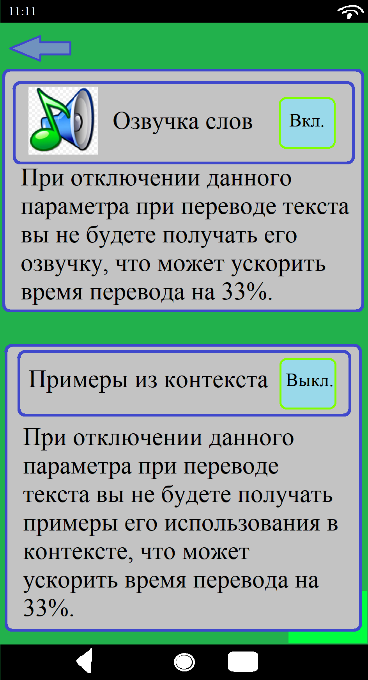 11:11
Озвучка слов
Вкл.
При отключении данного
параметра при переводе текста
вы не будете получать его
озвучку, что может ускорить
время перевода на 33%.
Примеры из контекста
Выкл.
При отключении данного
параметра при переводе
текста вы не будете получать
примеры его использования в
контексте, что может
ускорить время перевода на
33%.